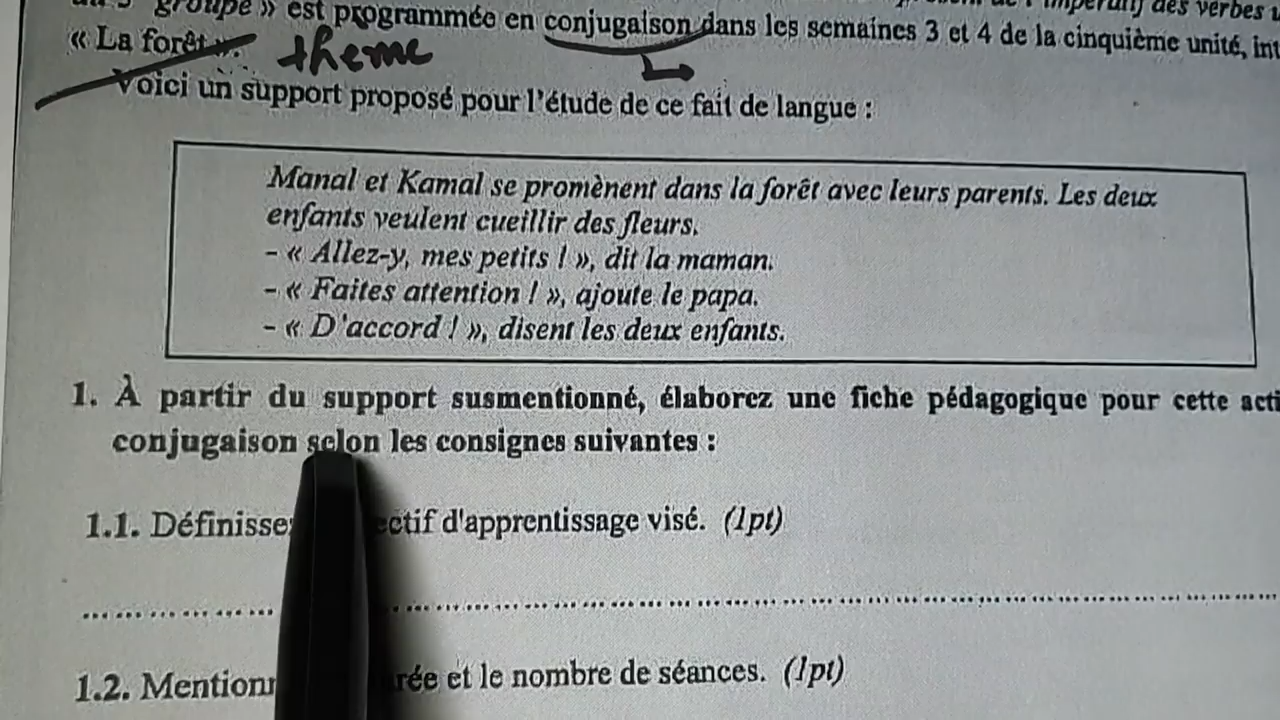 groupe » est programmée en conjugaison dans les semaines 3 et 4 de la cinquième unité, int
« La forêt ». theme
Voici un support proposé pour l'étude de ce fait de langue :
Manal et Kamal se promènent dans la forêt avec leurs parents. Les deux
enfants veulent cueillir des fleurs.
- « Allez-y, mes petits ! », dit la maman.
- « Faites attention ! », ajoute le papa.
- « D'accord ! », disent les deux enfants.
1. À partir du support susmentionné, élaborez une fiche pédagogique pour cette acti
conjugaison selon les consignes suivantes :
1.1. Définisse ectif d'apprentissage visé. (1pt)
1.2. Mentionn rée et le nombre de séances. (1pt)